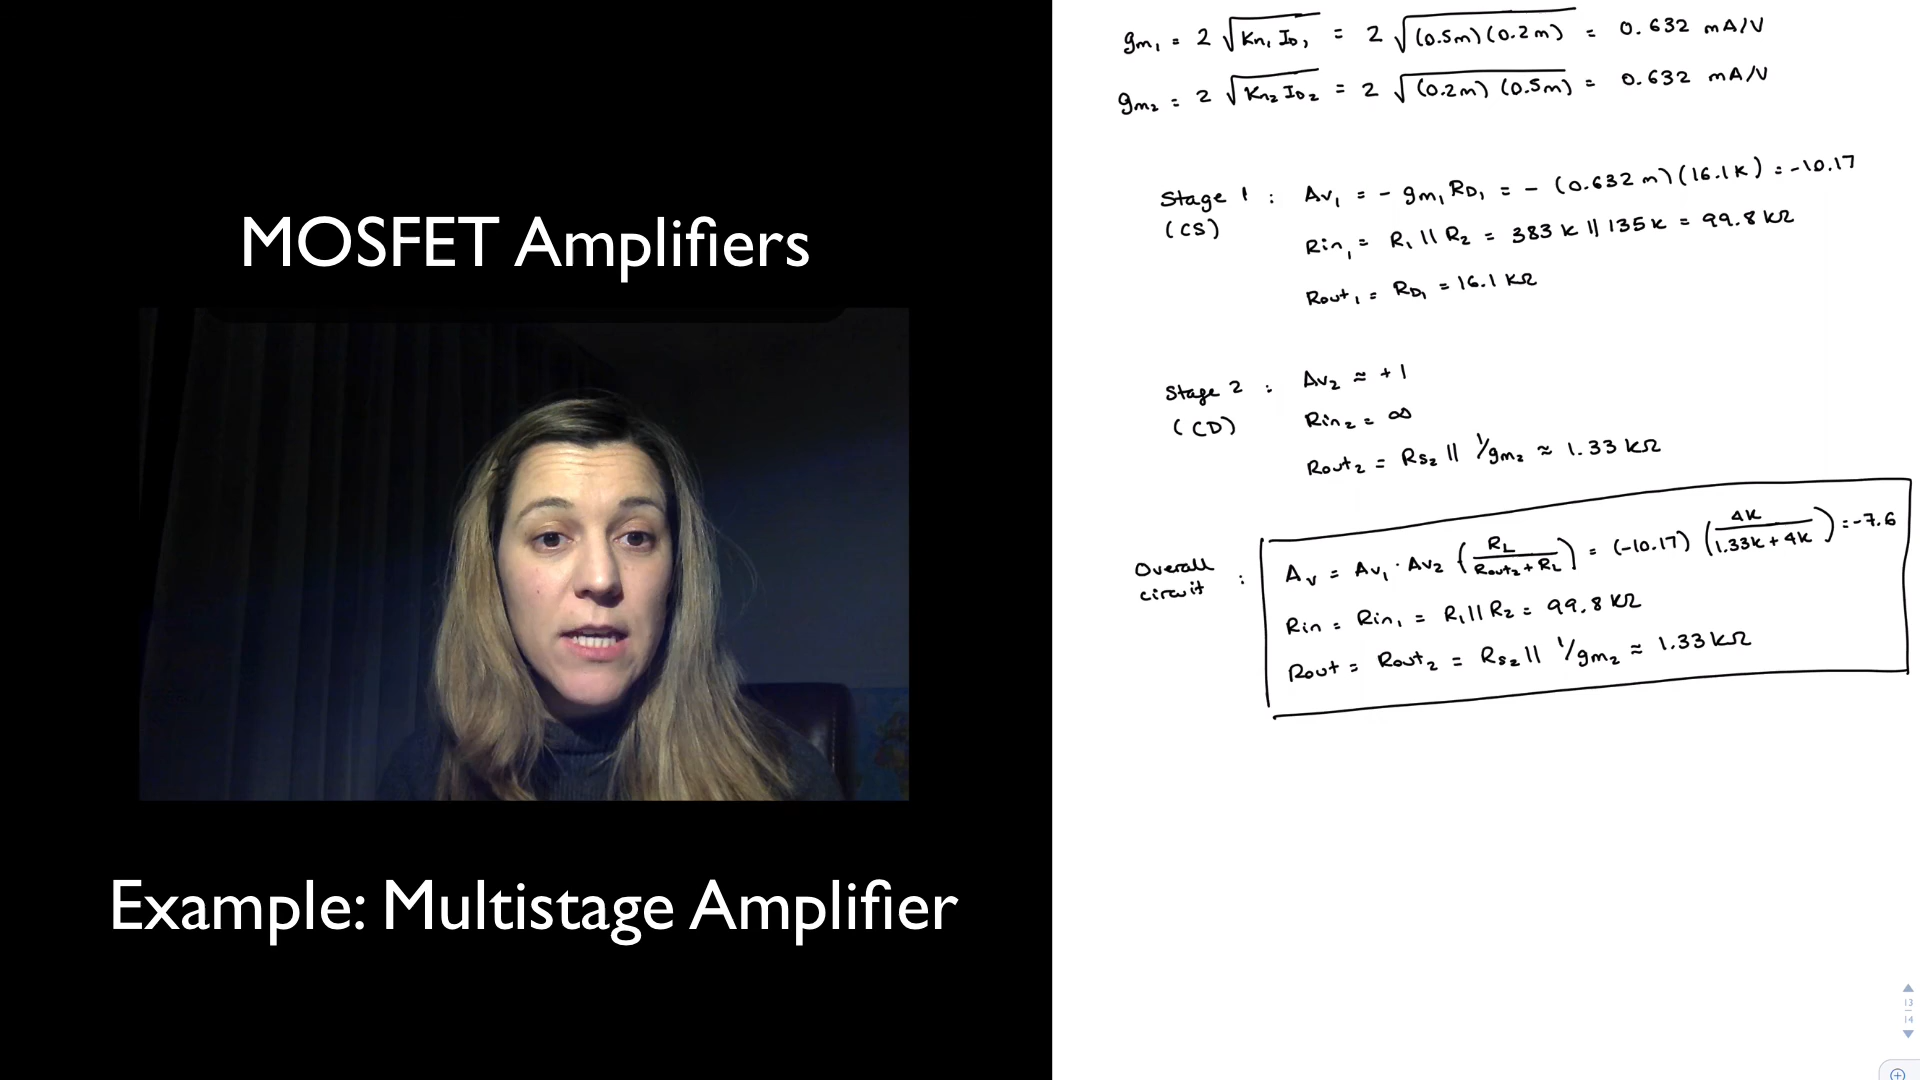 MOSFET Amplifiers
Example: Multistage Amplifier
gm₁ = 2 √(Kn₁ ID₁) = 2 √((0.5m)(0.2m)) = 0.632 mA/V
gm₂ = 2 √(Kn₂ ID₂) = 2 √((0.2m)(0.5m)) = 0.632 mA/V
Stage 1 : Av₁ = - gm₁ RD₁ = - (0.632m)(16.1K) = -10.17
(CS) Rin₁ = R₁ || R₂ = 383 K || 135 K = 99.8 KΩ
Rout₁ = RD₁ = 16.1 KΩ
Stage 2 : Av₂ ≈ +1
(CD) Rin₂ = ∞
Rout₂ = Rs₂ || 1/gm₂ ≈ 1.33 KΩ
Overall circuit : Av = Av₁ · Av₂ (RL / (Rout₂ + RL)) = (-10.17) (4K / (1.33K + 4K)) = -7.6
Rin = Rin₁ = R₁ || R₂ = 99.8 KΩ
Rout = Rout₂ = Rs₂ || 1/gm₂ ≈ 1.33 KΩ
13
14